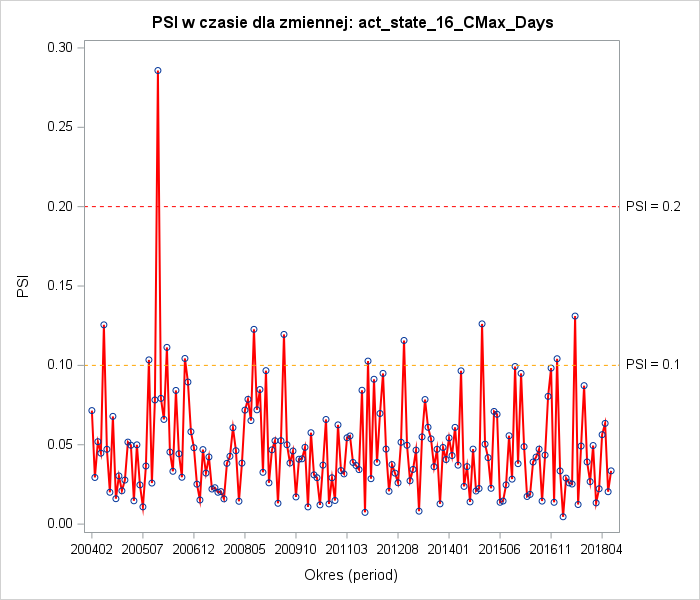 PSI w czasie dla zmiennej: act_state_16_CMax_Days
0.30
0.25
0.20
0.15
0.10
0.05
0.00
PSI
PSI = 0.2
PSI = 0.1
200402 200507 200612 200805 200910 201103 201208 201401 201506 201611 201804
Okres (period)